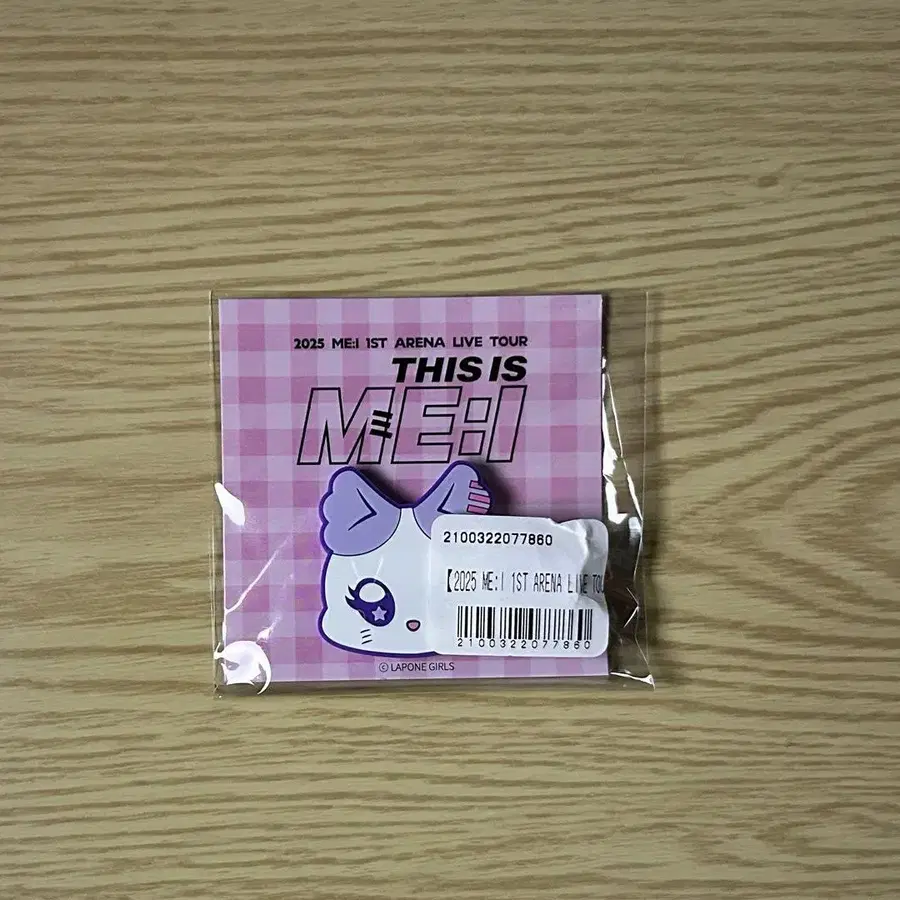 2025 ME:I 1ST ARENA LIVE TOUR
THIS IS
ME:I
2100322077860
【2025 ME:I 1ST ARENA LIVE TOU
2100322077860
© LAPONE GIRLS